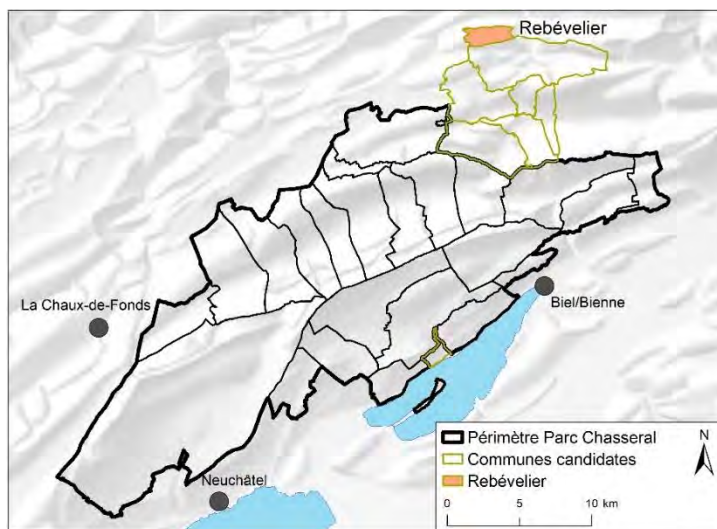 Rebévelier
La Chaux-de-Fonds
Biel/Bienne
Neuchâtel
Périmètre Parc Chasseral
Communes candidates
Rebévelier
N
0 5 10 km